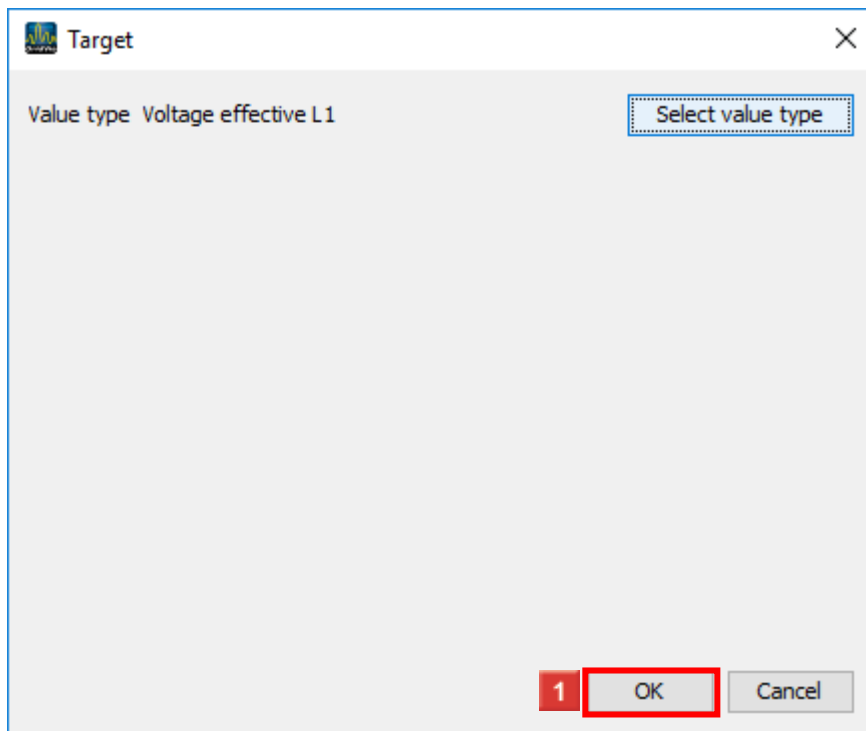 Target
Value type Voltage effective L1
Select value type
1
OK
Cancel